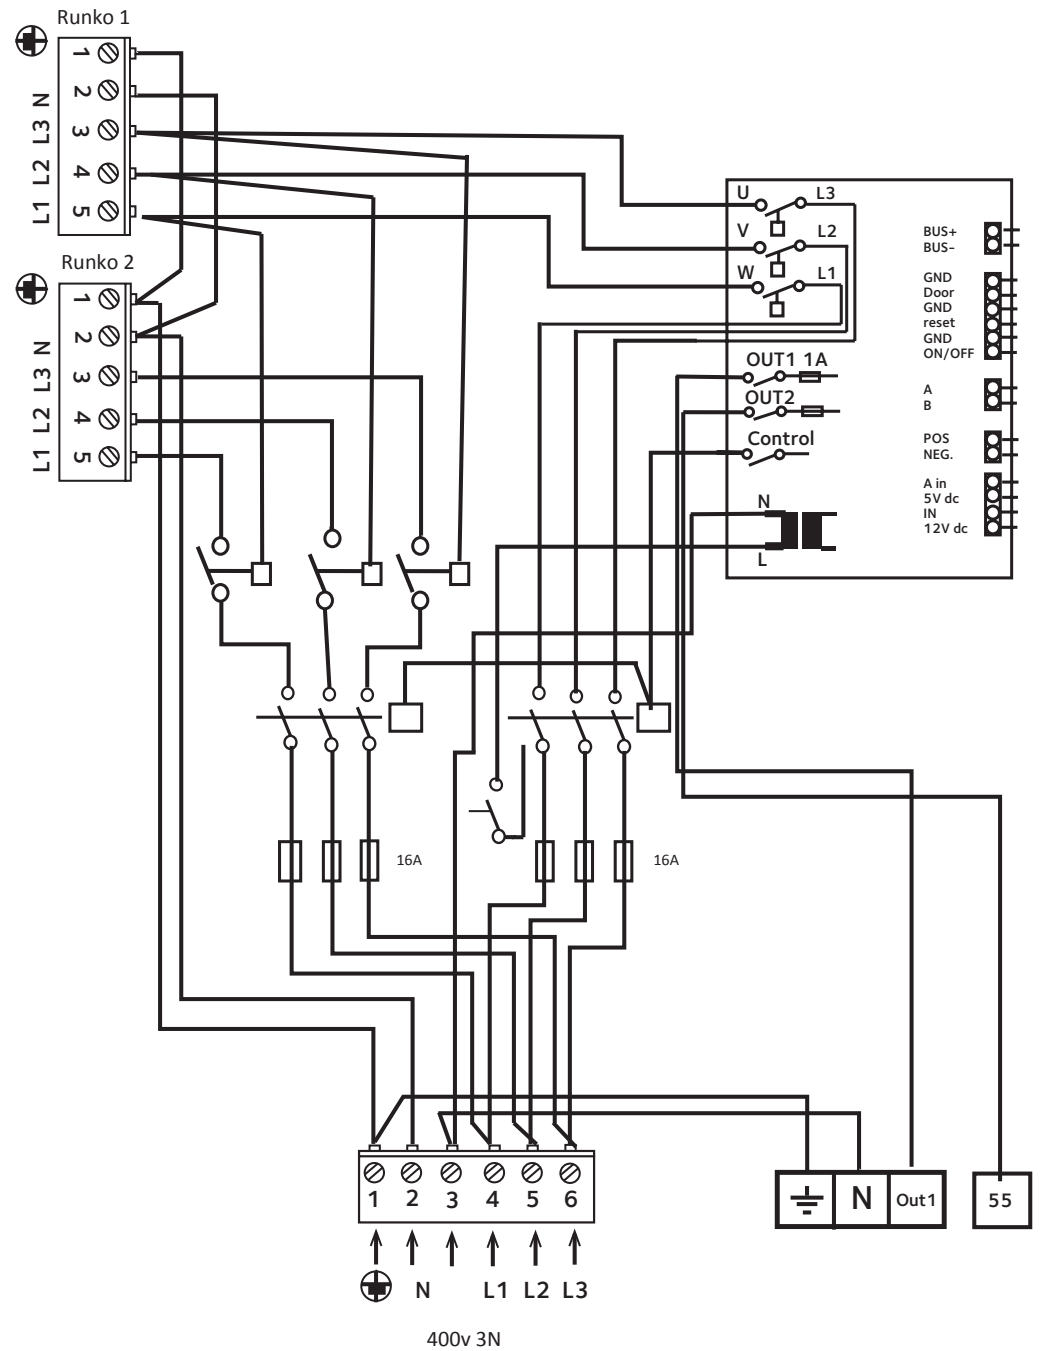 Runko 1
1
2
3
4
5
L1 L2 L3 N
Runko 2
1
2
3
4
5
L1 L2 L3 N
U L3
V L2
W L1
OUT1 1A
OUT2
Control
N
L
BUS+
BUS-
GND
Door
GND
reset
GND
ON/OFF
A
B
POS
NEG.
A in
5V dc
IN
12V dc
16A 16A
1 2 3 4 5 6
N L1 L2 L3
400v 3N
N Out1 55